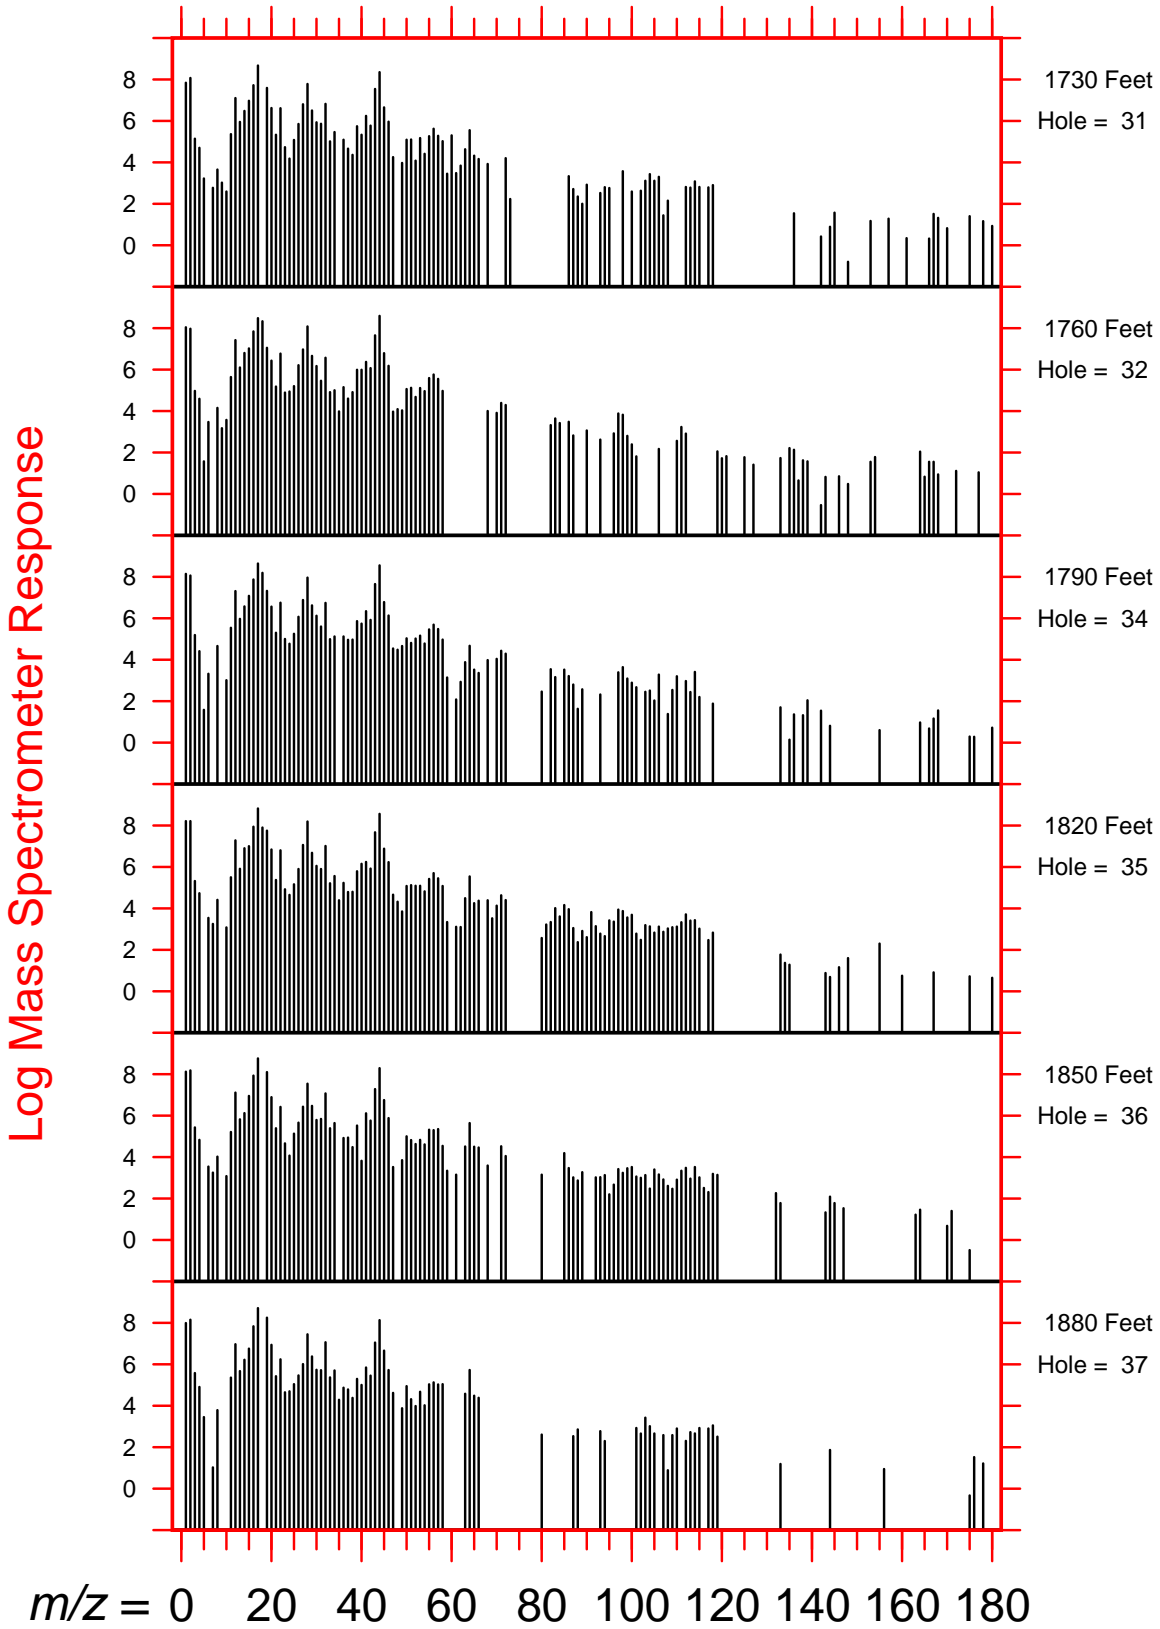 8
6
4
2
0
1730 Feet
Hole = 31
8
6
4
2
0
1760 Feet
Hole = 32
8
6
4
2
0
1790 Feet
Hole = 34
8
6
4
2
0
1820 Feet
Hole = 35
8
6
4
2
0
1850 Feet
Hole = 36
8
6
4
2
0
1880 Feet
Hole = 37
Log Mass Spectrometer Response
m/z = 0 20 40 60 80 100 120 140 160 180